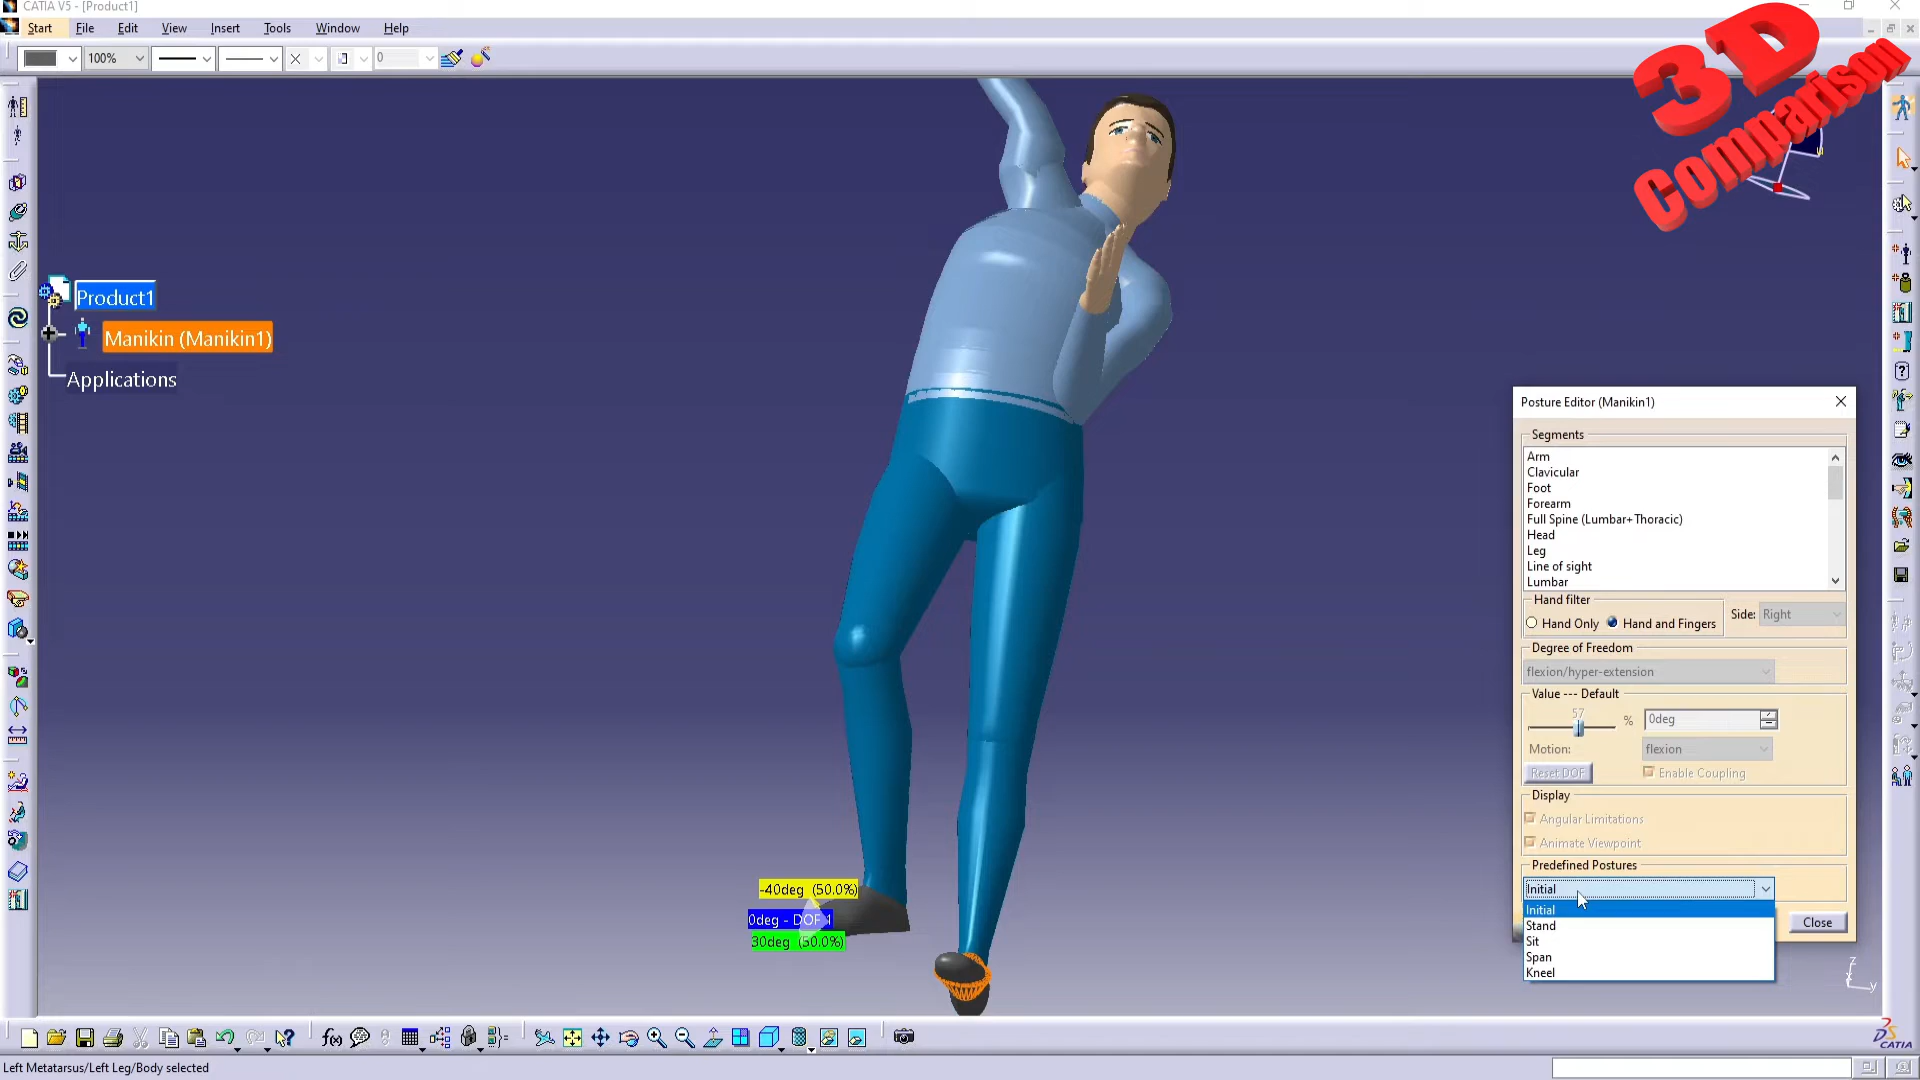 CATIA V5 - [Product1]
Start File Edit View Insert Tools Window Help
100% 0
3D
Comparison
Product1
Manikin (Manikin1)
Applications
Posture Editor (Manikin1)
Segments
Arm
Clavicular
Foot
Forearm
Full Spine (Lumbar+Thoracic)
Head
Leg
Line of sight
Lumbar
Hand filter
Hand Only Hand and Fingers Side: Right
Degree of Freedom
flexion/hyper-extension
Value --- Default
57 % 0deg
Motion: flexion
Reset DOF Enable Coupling
Display
Angular Limitations
Animate Viewpoint
Predefined Postures
Initial
Initial
Stand
Sit
Span
Kneel
Close
-40deg (50.0%)
0deg - DOF 1
30deg (50.0%)
z
y
f(x)
CATIA
Left Metatarsus/Left Leg/Body selected